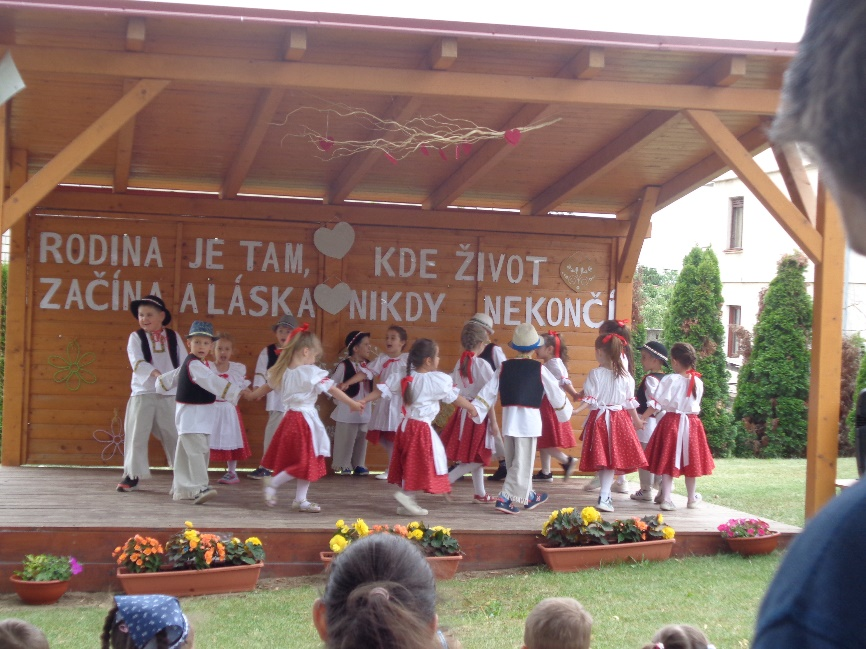 RODINA JE TAM, KDE ŽIVOT
ZAČÍNA A LÁSKA NIKDY NEKONČÍ